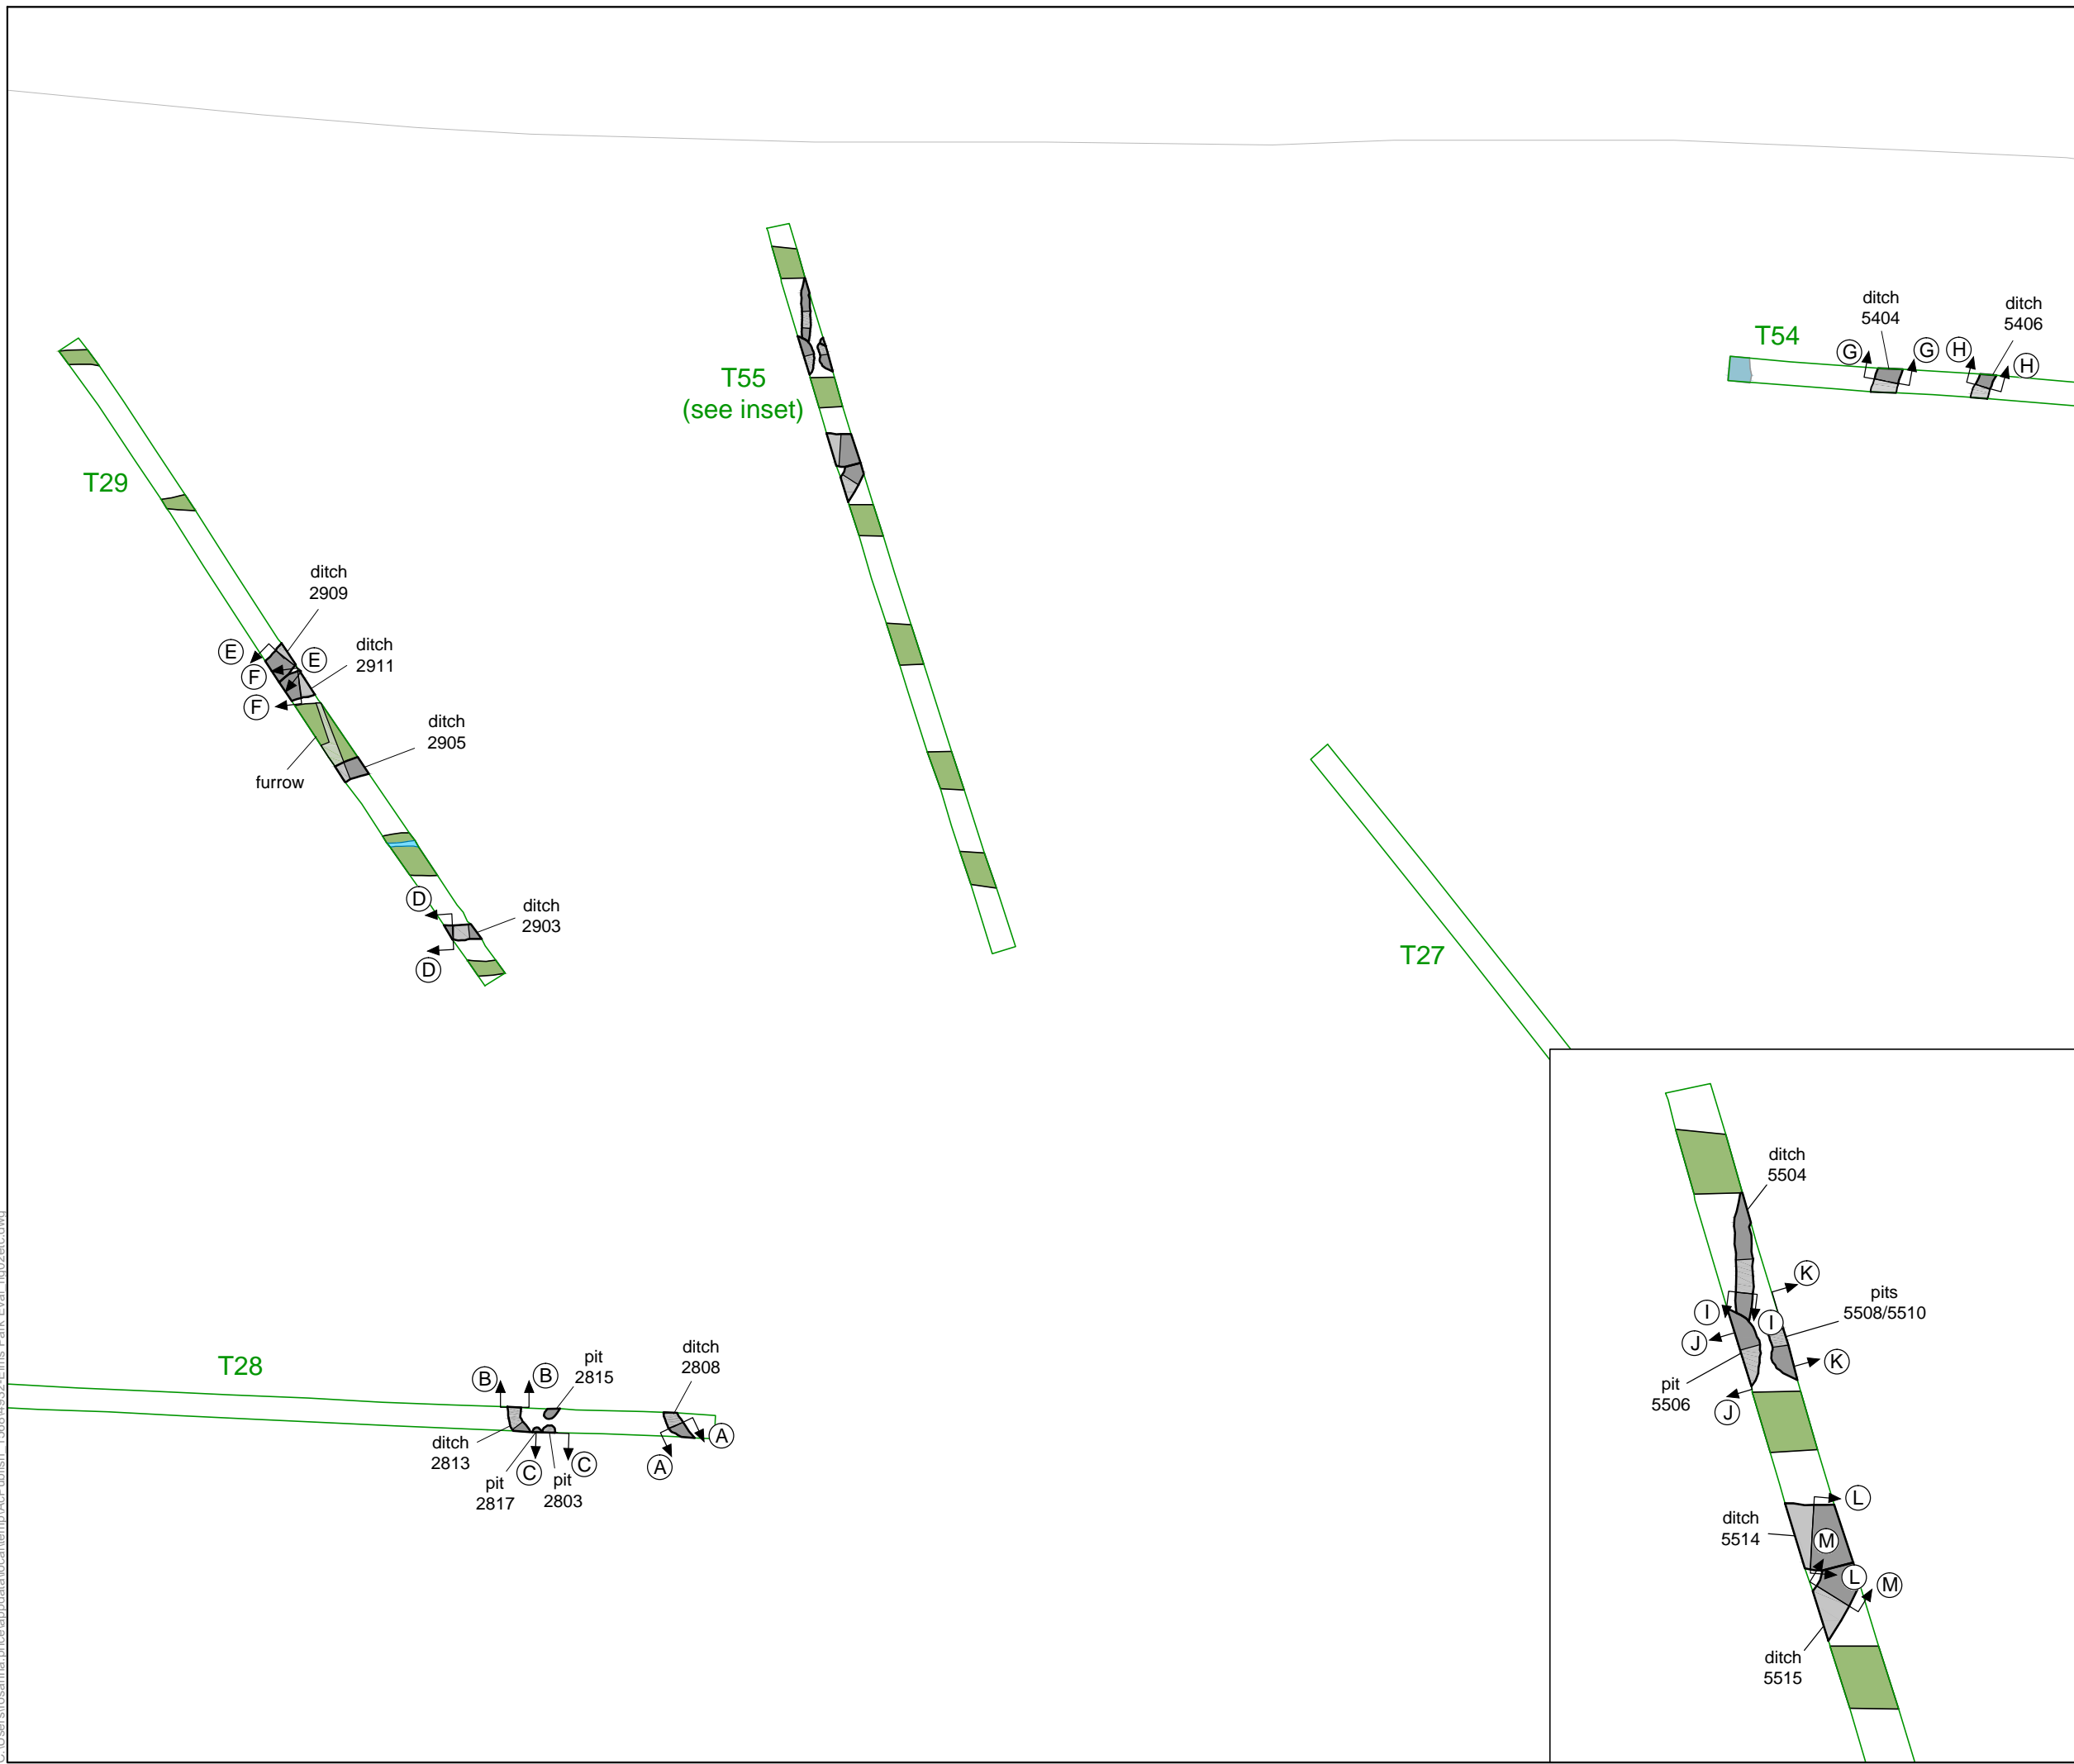 ditch
5404
ditch
5406
T54
G
G
H
H
T55
(see inset)
T29
ditch
2909
ditch
2911
E
E
F
F
ditch
2905
furrow
D
ditch
2903
D
T27
ditch
5504
K
pits
5508/5510
I
I
J
K
pit
5506
J
L
ditch
5514
M
L
M
ditch
5515
T28
B
B
pit
2815
ditch
2808
ditch
2813
A
A
C
C
pit
2817
pit
2803